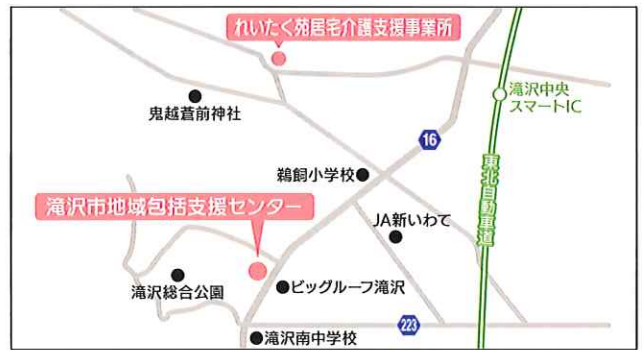 れいたく苑居宅介護支援事業所
滝沢中央
スマートIC
鬼越蒼前神社
16
鵜飼小学校
東北自動車道
滝沢市地域包括支援センター
JA新いわて
滝沢総合公園
ビッグルーフ滝沢
223
滝沢南中学校